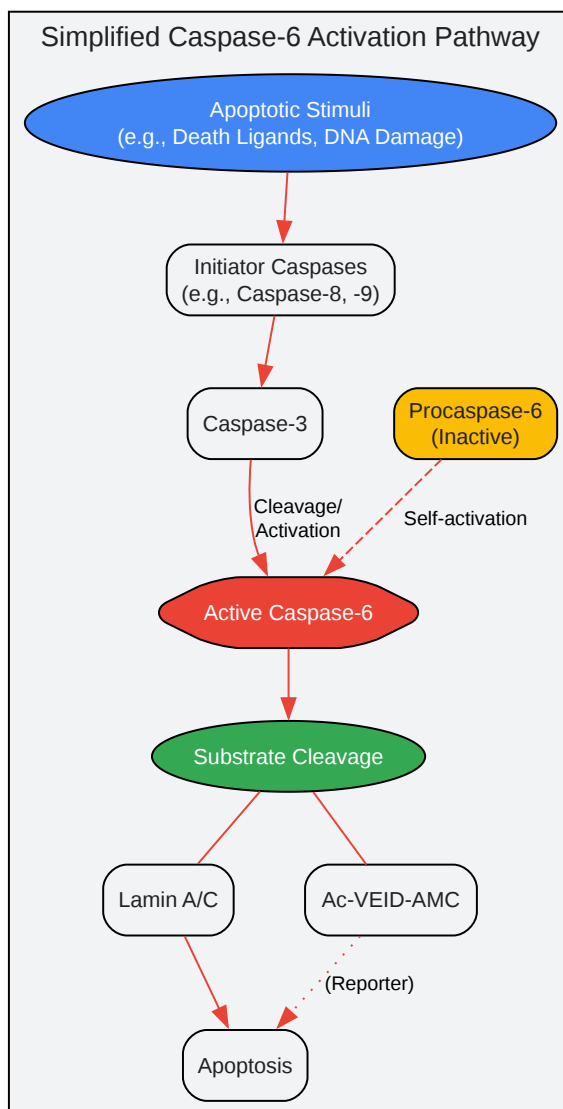 Simplified Caspase-6 Activation Pathway
Apoptotic Stimuli
(e.g., Death Ligands, DNA Damage)
Initiator Caspases
(e.g., Caspase-8, -9)
Caspase-3
Procaspase-6
(Inactive)
Cleavage/
Activation
Self-activation
Active Caspase-6
Substrate Cleavage
Lamin A/C
Ac-VEID-AMC
(Reporter)
Apoptosis